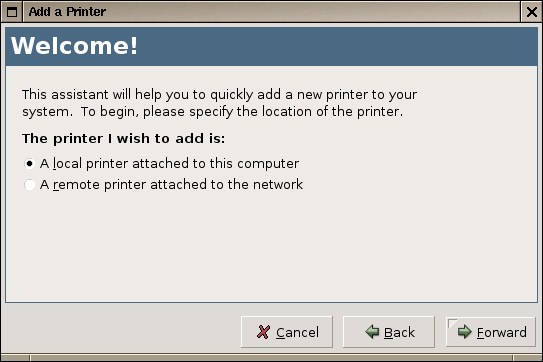 Add a Printer
Welcome!
This assistant will help you to quickly add a new printer to your
system.  To begin, please specify the location of the printer.
The printer I wish to add is:
A local printer attached to this computer
A remote printer attached to the network
Cancel
Back
Forward